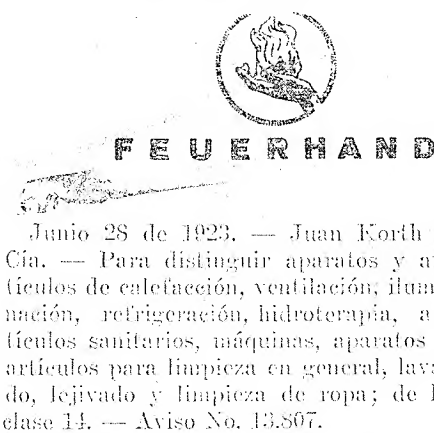 FEUERHAND
Junio 28 de 1923. — Juan Korth
Cía. — Para distinguir aparatos y a
tículos de calefacción, ventilación, ilum
nación, refrigeración, hidroterapia, a
tículos sanitarios, máquinas, aparatos
artículos para limpieza en general, lava
do, lejivado y limpieza de ropa; de l
clase 14. — Aviso No. 13.807.